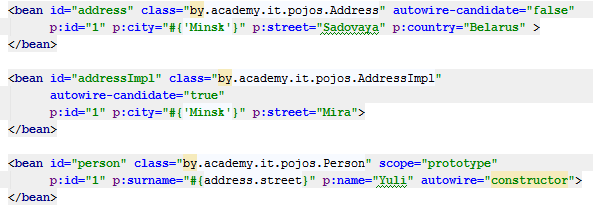 <bean id="address" class="by.academy.it.pojos.Address" autowire-candidate="false"
p:id="1" p:city="#{'Minsk'}" p:street="Sadovaya" p:country="Belarus" >
</bean>
<bean id="addressImpl" class="by.academy.it.pojos.AddressImpl"
autowire-candidate="true"
p:id="1" p:city="#{'Minsk'}" p:street="Mira">
</bean>
<bean id="person" class="by.academy.it.pojos.Person" scope="prototype"
p:id="1" p:surname="#{address.street}" p:name="Yuli" autowire="constructor">
</bean>